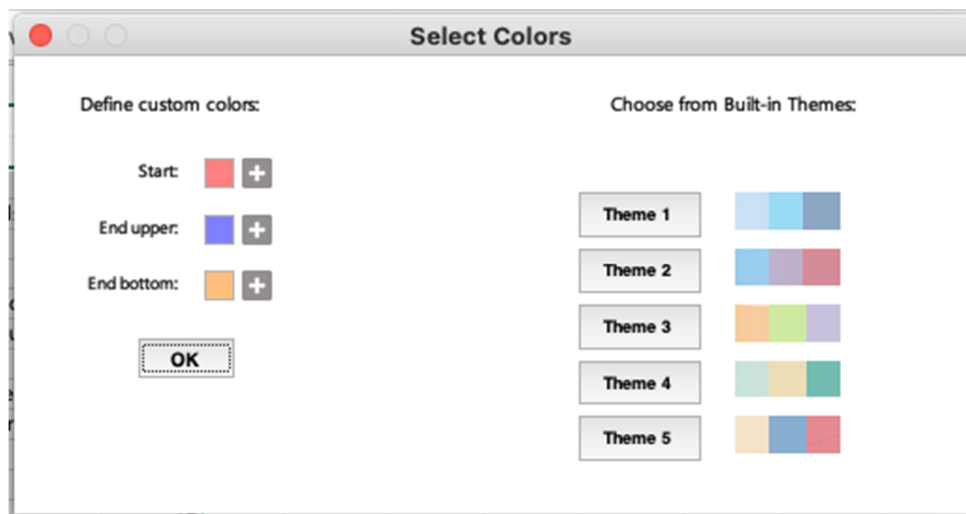 Select Colors
Define custom colors:
Start:
End upper:
End bottom:
OK
Choose from Built-in Themes:
Theme 1
Theme 2
Theme 3
Theme 4
Theme 5